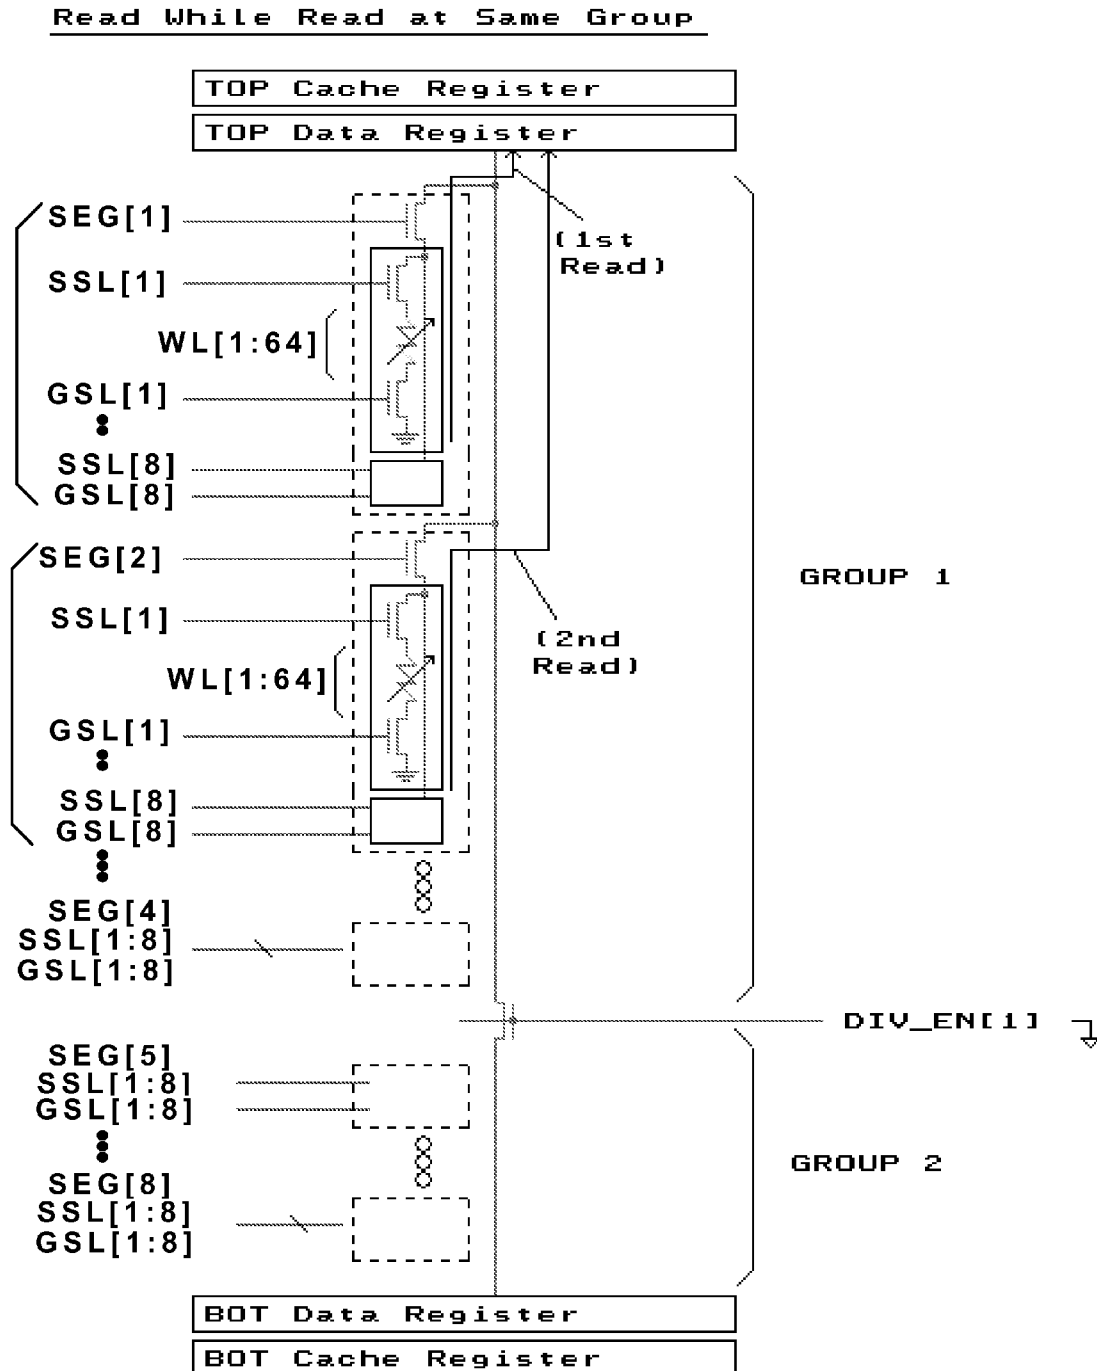 Read While Read at Same Group
TOP Cache Register
TOP Data Register
SEG[1]
(1st
Read)
SSL[1]
WL[1:64]
GSL[1]
SSL[8]
GSL[8]
SEG[2]
GROUP 1
SSL[1]
(2nd
Read)
WL[1:64]
GSL[1]
SSL[8]
GSL[8]
SEG[4]
SSL[1:8]
GSL[1:8]
DIV_EN[1]
SEG[5]
SSL[1:8]
GSL[1:8]
GROUP 2
SEG[8]
SSL[1:8]
GSL[1:8]
BOT Data Register
BOT Cache Register